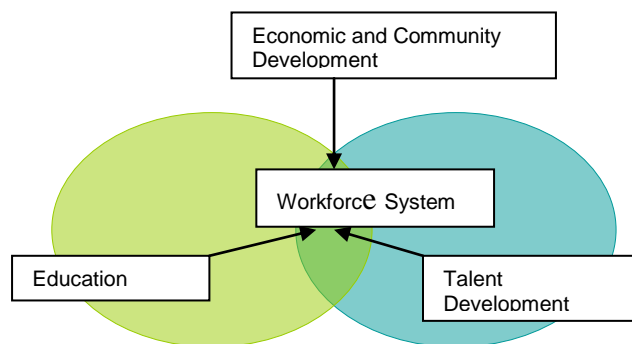 Economic and Community
Development
Workforce System
Education
Talent
Development